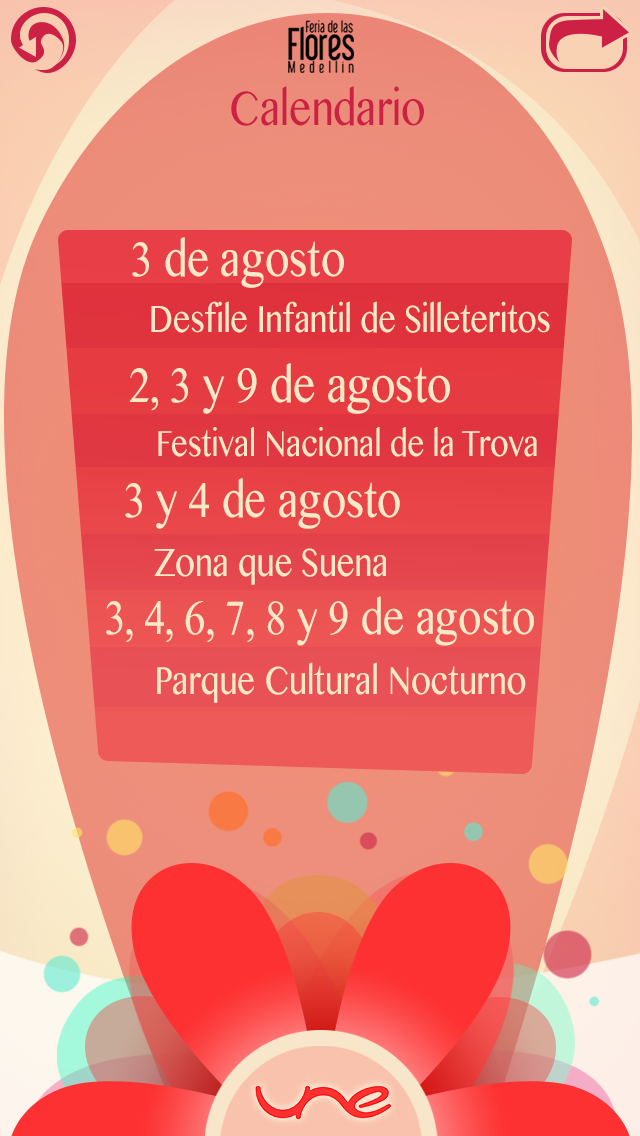 Feria de las
Flores
Medellín
Calendario
3 de agosto
Desfile Infantil de Silleteritos
2, 3 y 9 de agosto
Festival Nacional de la Trova
3 y 4 de agosto
Zona que Suena
3, 4, 6, 7, 8 y 9 de agosto
Parque Cultural Nocturno
une